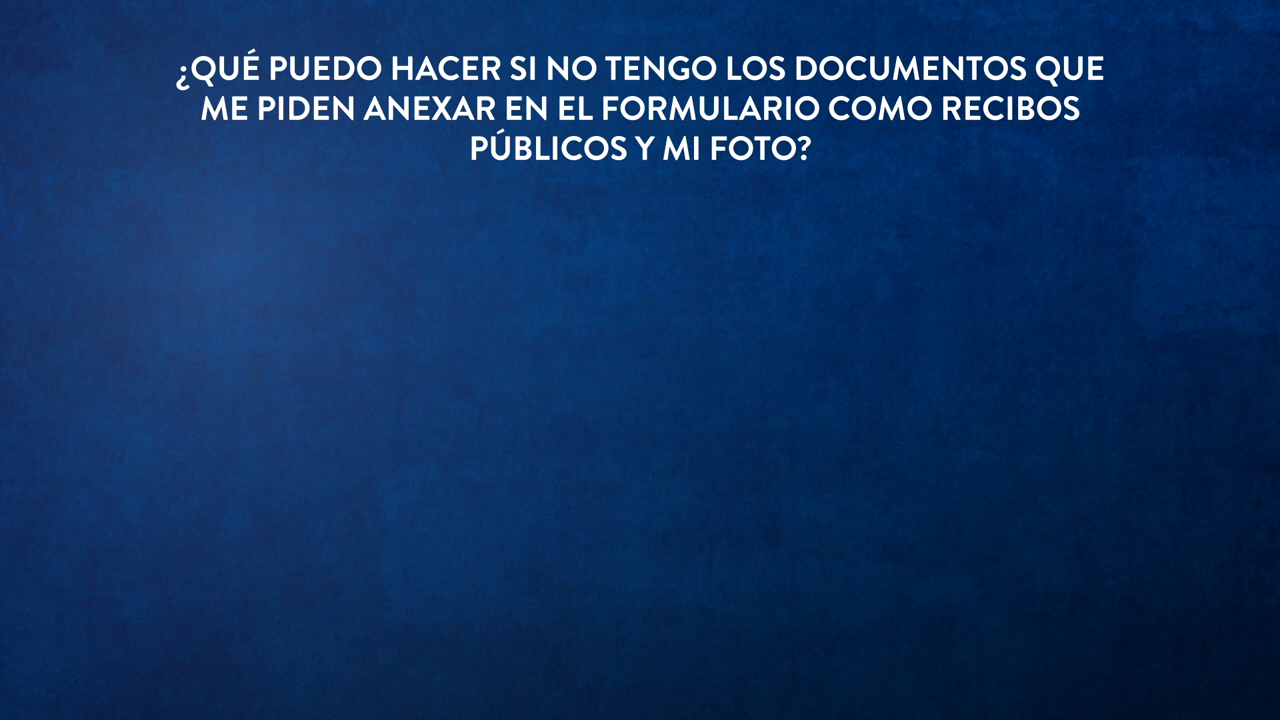 ¿QUÉ PUEDO HACER SI NO TENGO LOS DOCUMENTOS QUE
ME PIDEN ANEXAR EN EL FORMULARIO COMO RECIBOS
PÚBLICOS Y MI FOTO?